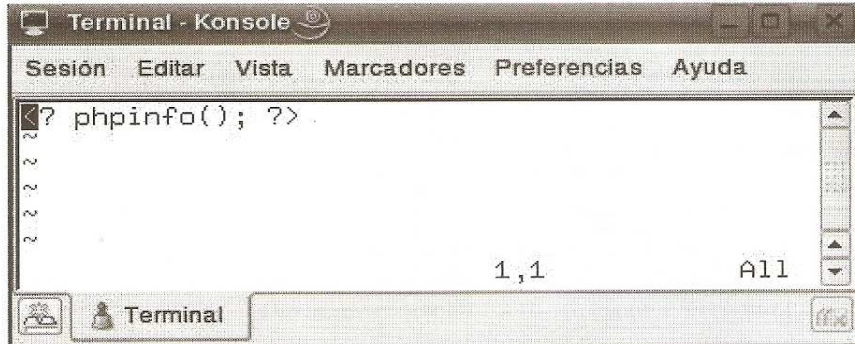 Terminal - Konsole
Sesión Editar Vista Marcadores Preferencias Ayuda
<? phpinfo(); ?>
~
~
~
~
~
1,1 All
Terminal